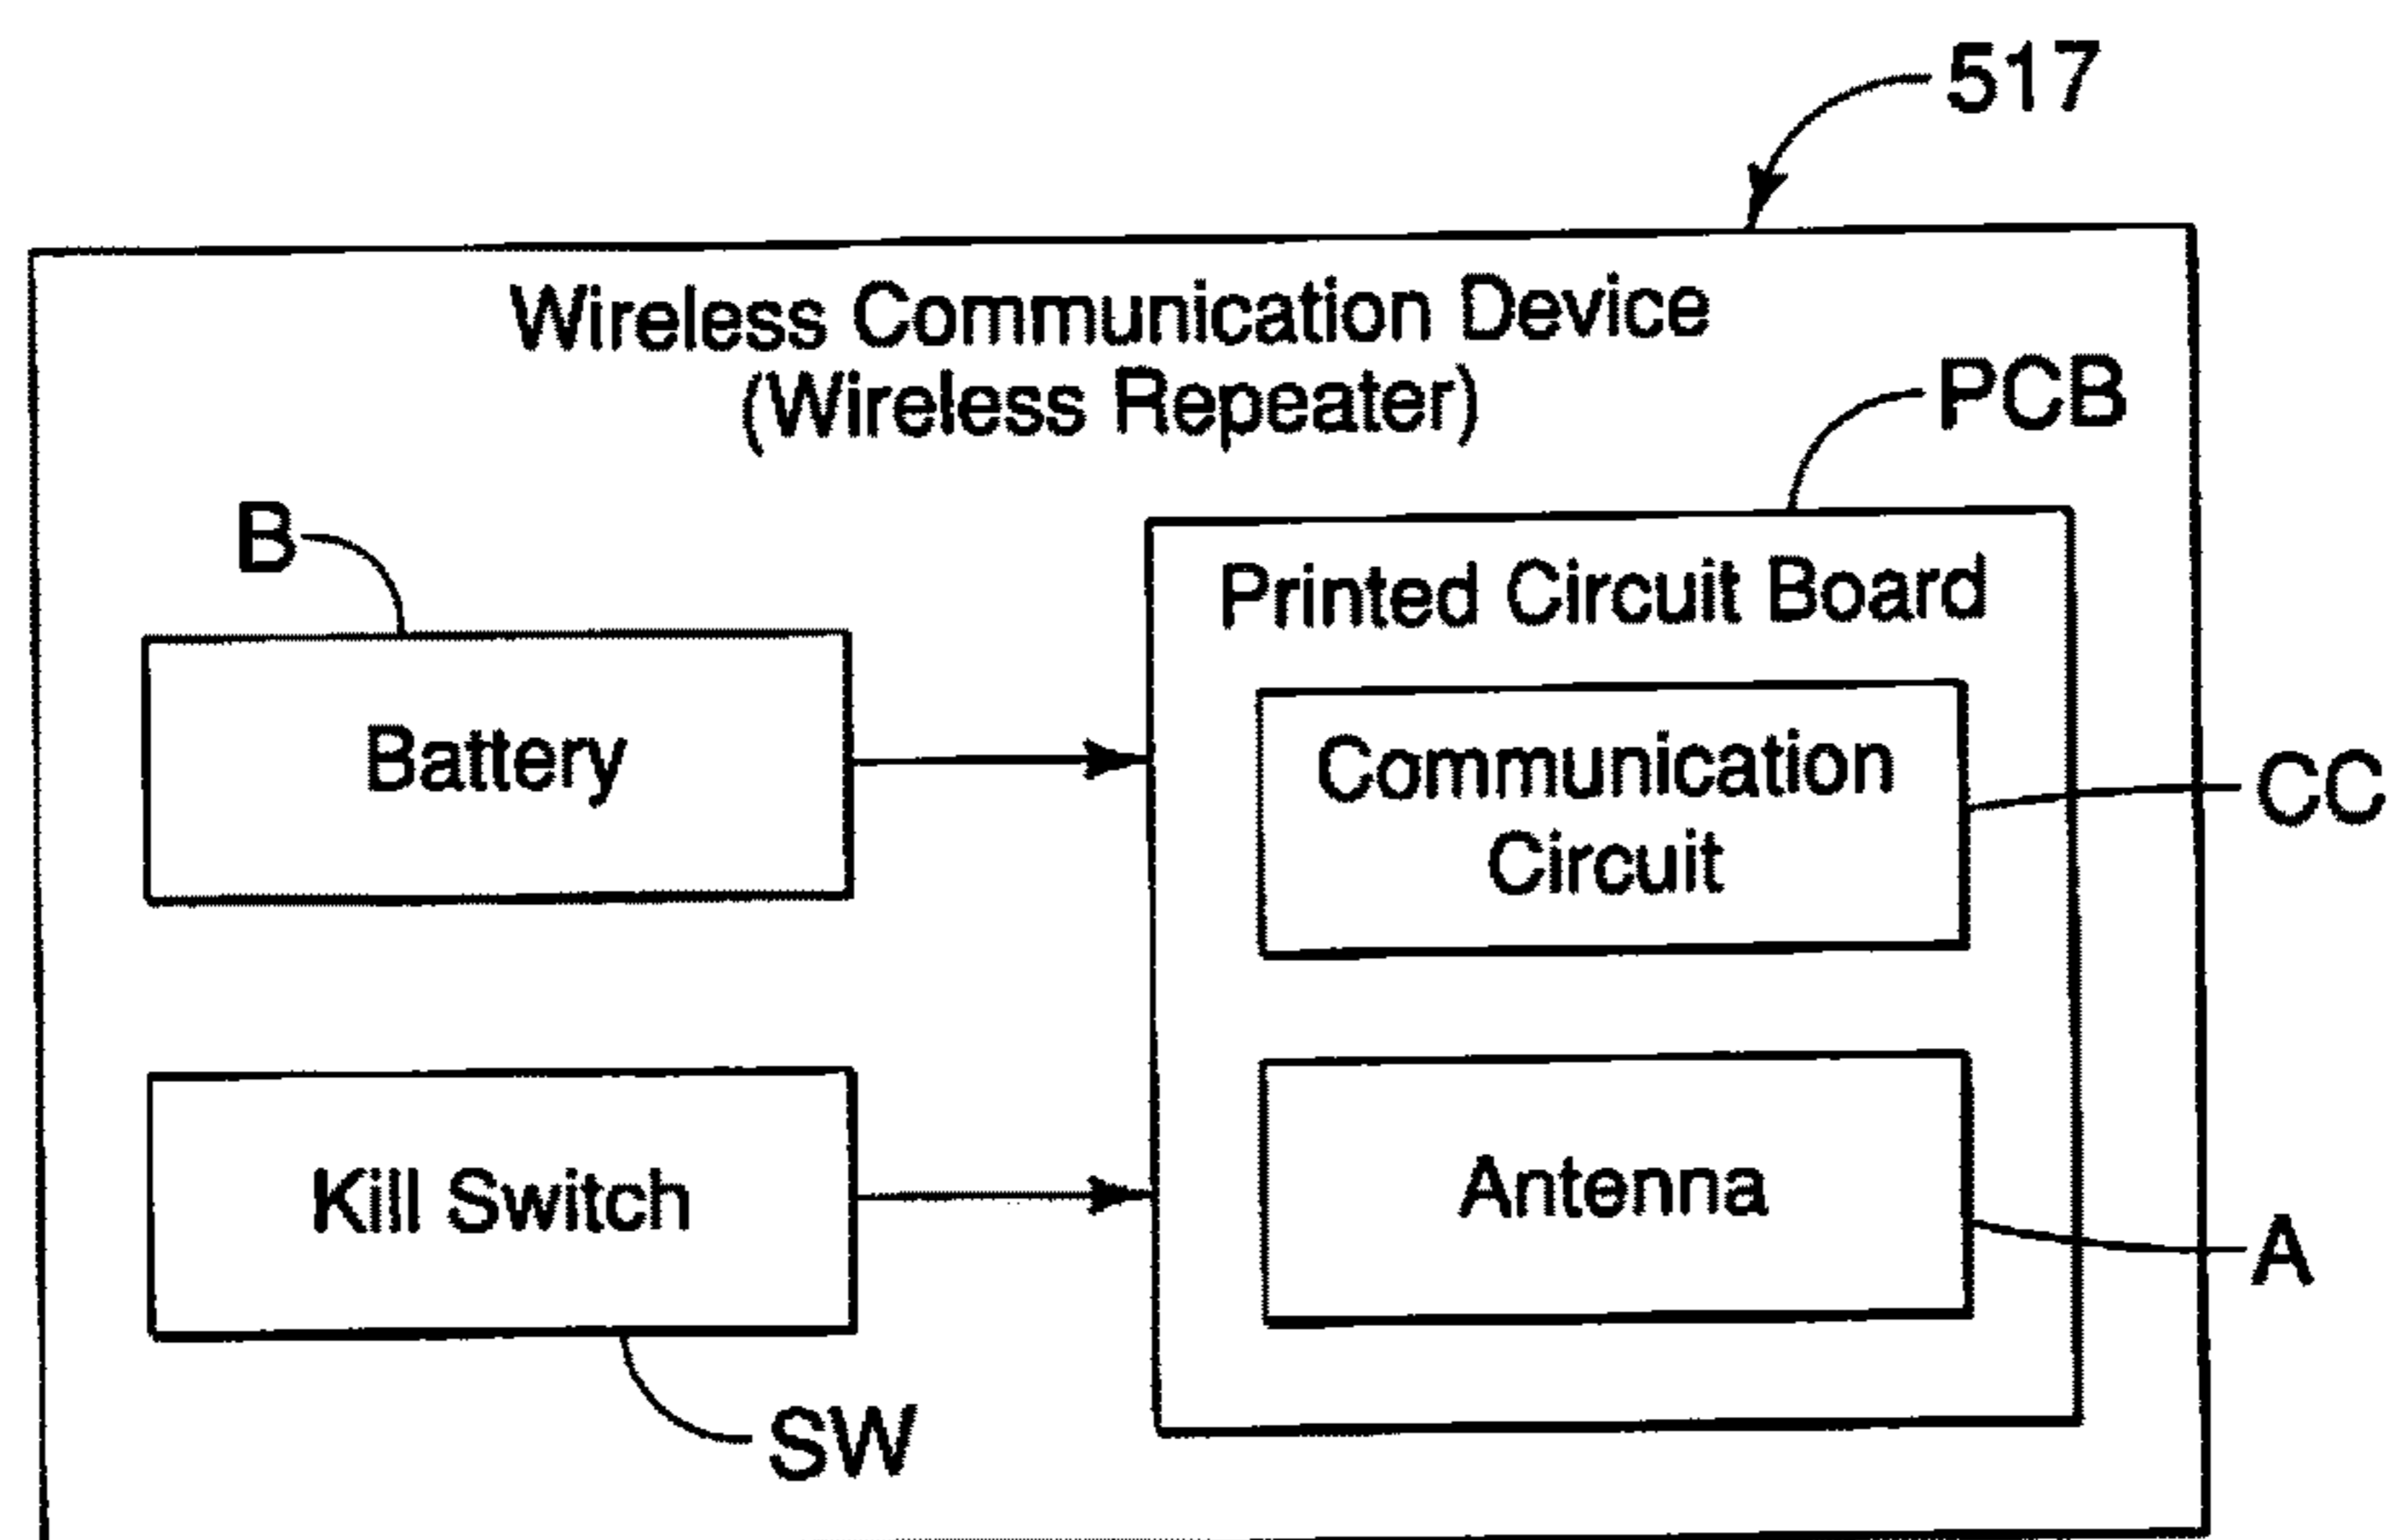 517
Wireless Communication Device
(Wireless Repeater)
PCB
B
Printed Circuit Board
Battery
Communication
Circuit
CC
Kill Switch
Antenna
A
SW